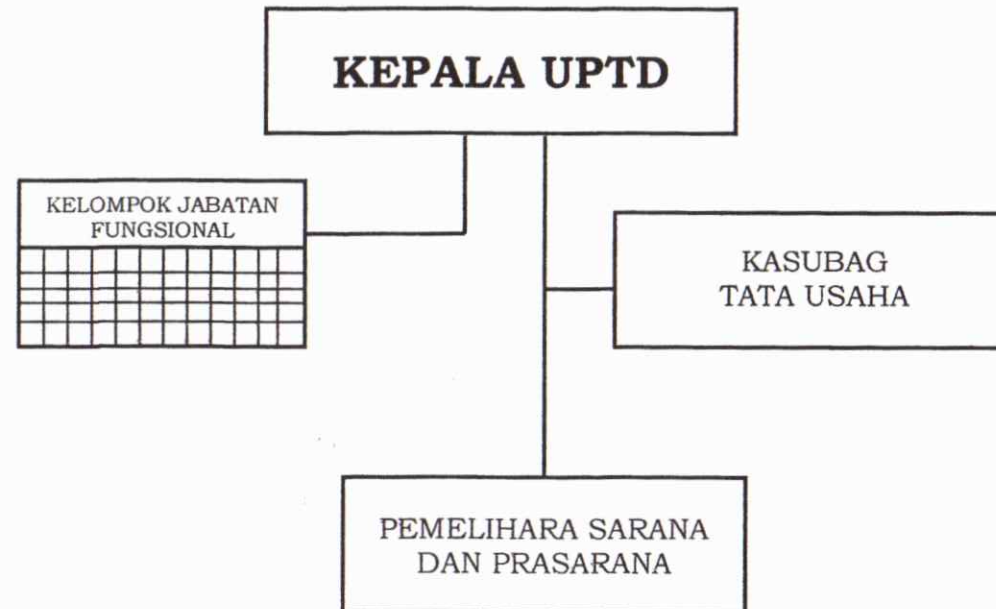 KEPALA UPTD
KELOMPOK JABATAN
FUNGSIONAL
KASUBAG
TATA USAHA
PEMELIHARA SARANA
DAN PRASARANA